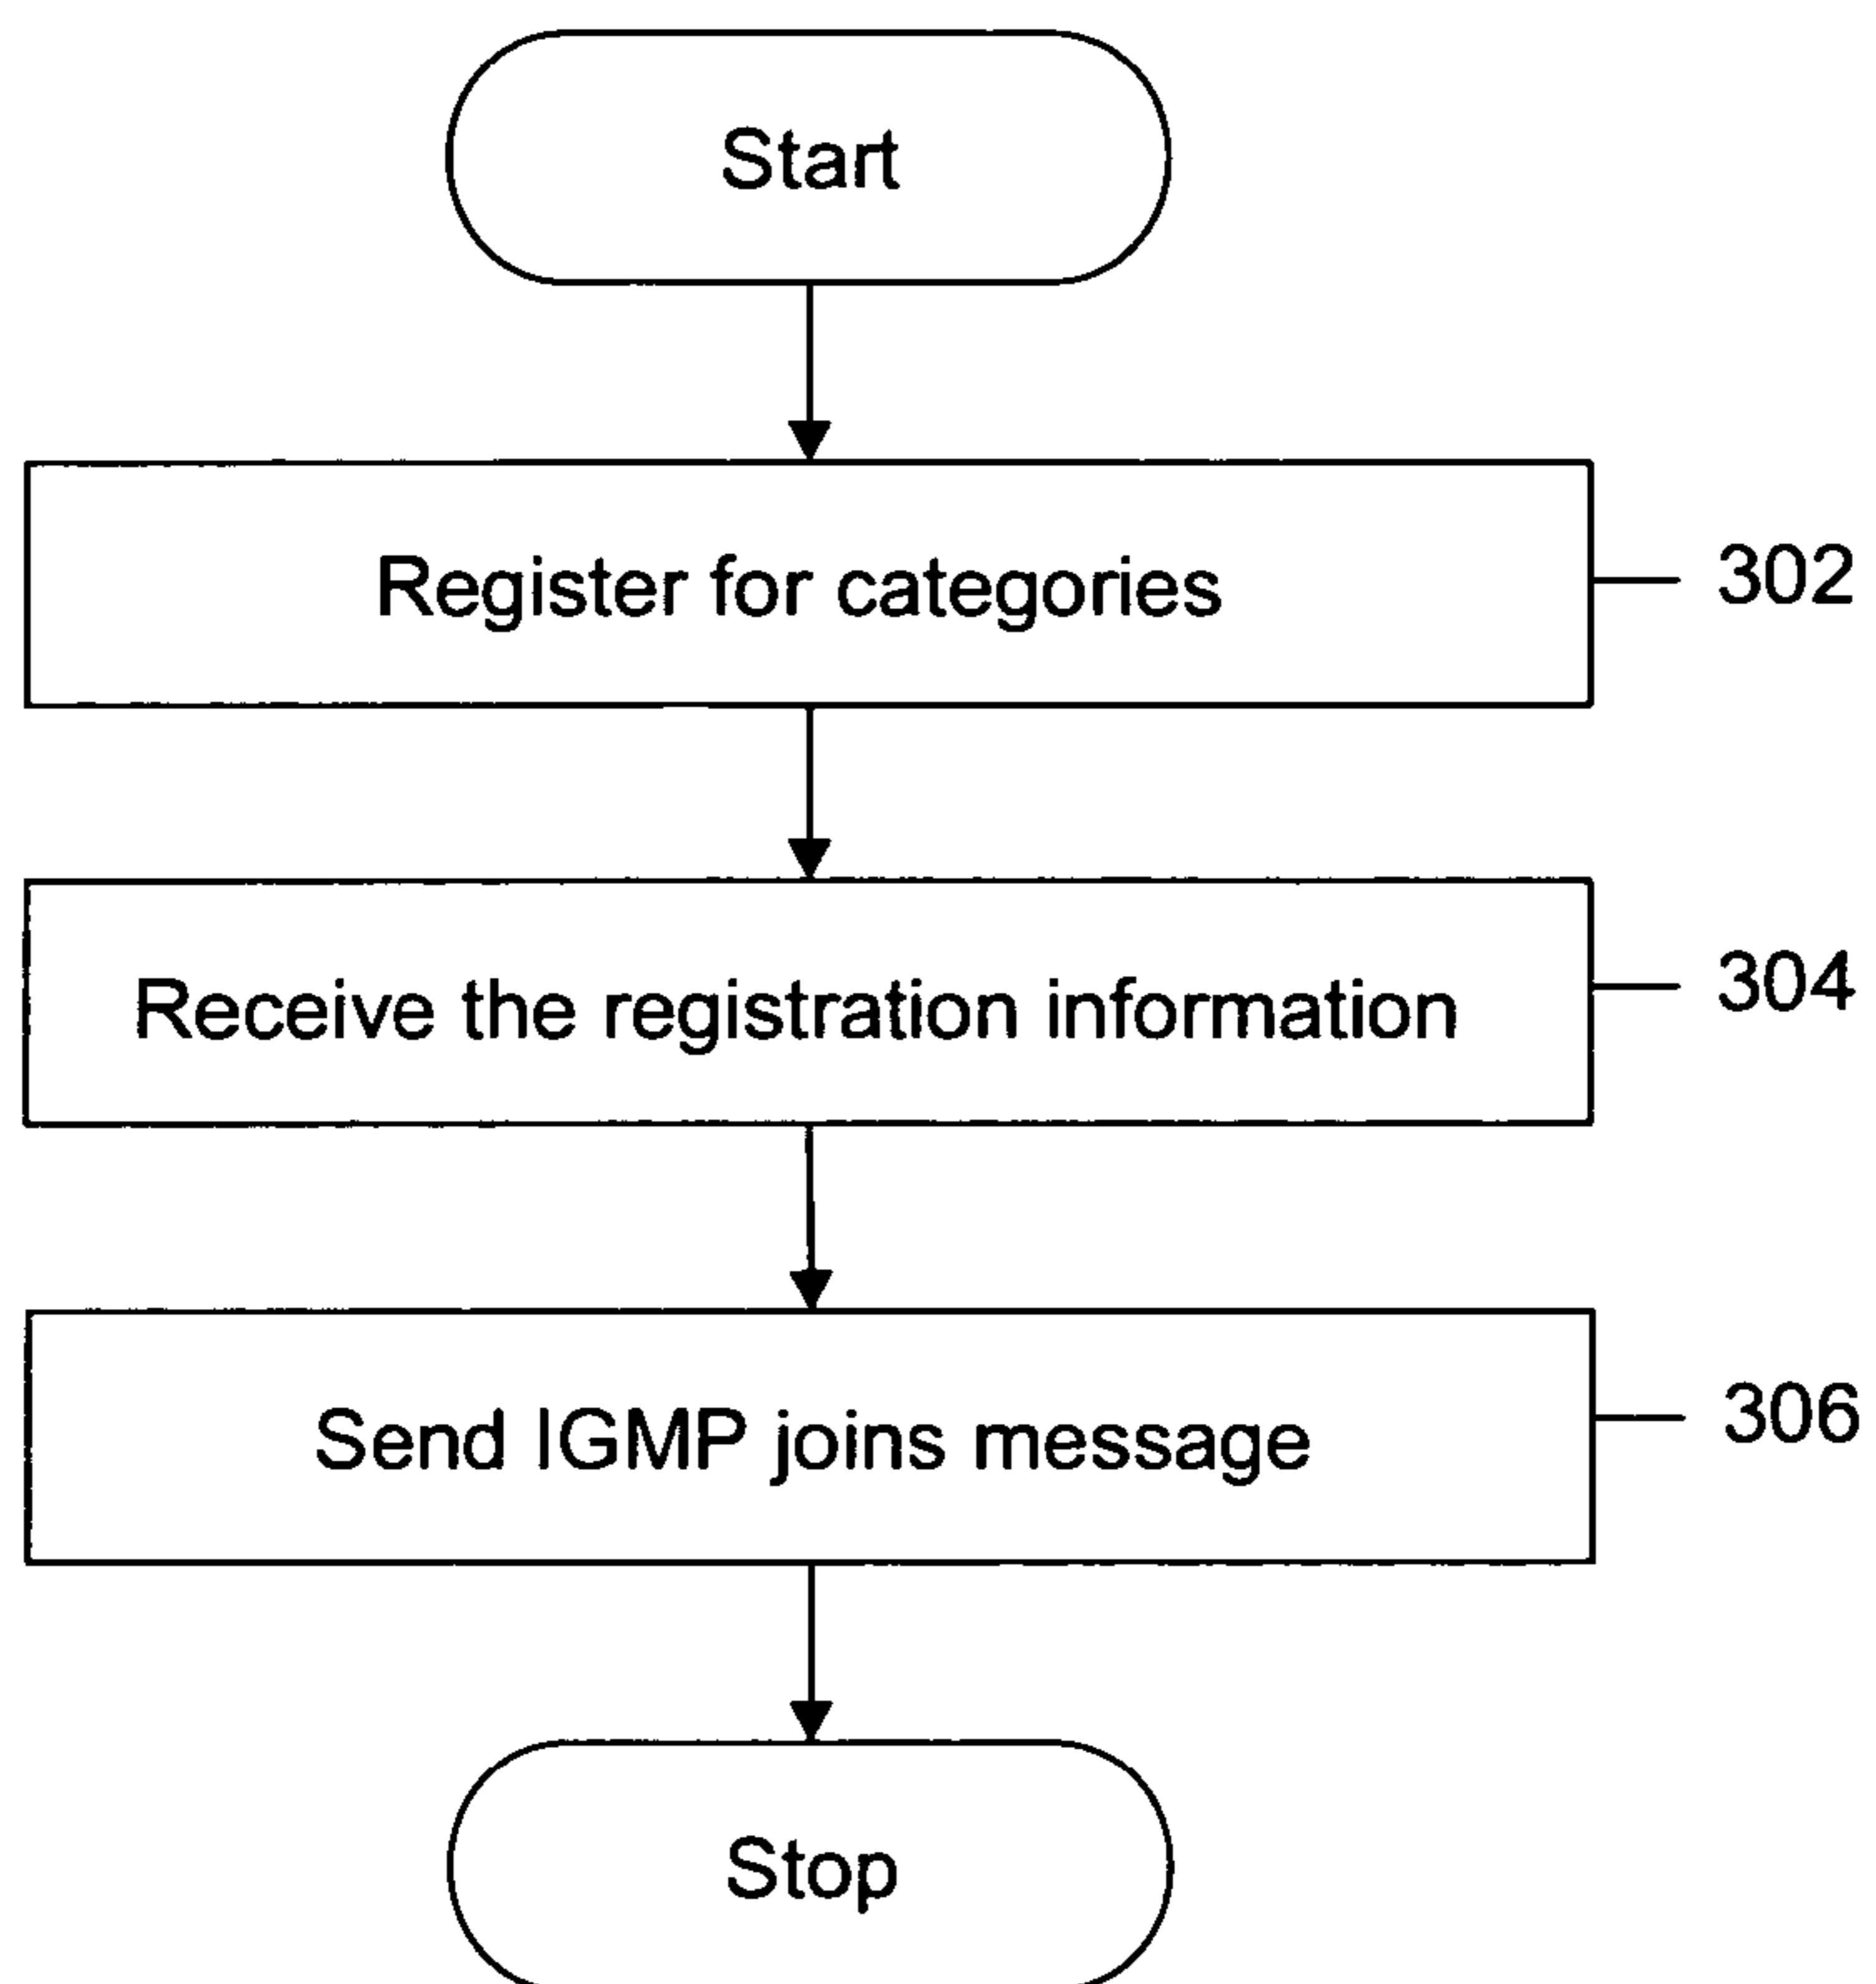 Start
Register for categories
302
Receive the registration information
304
Send IGMP joins message
306
Stop